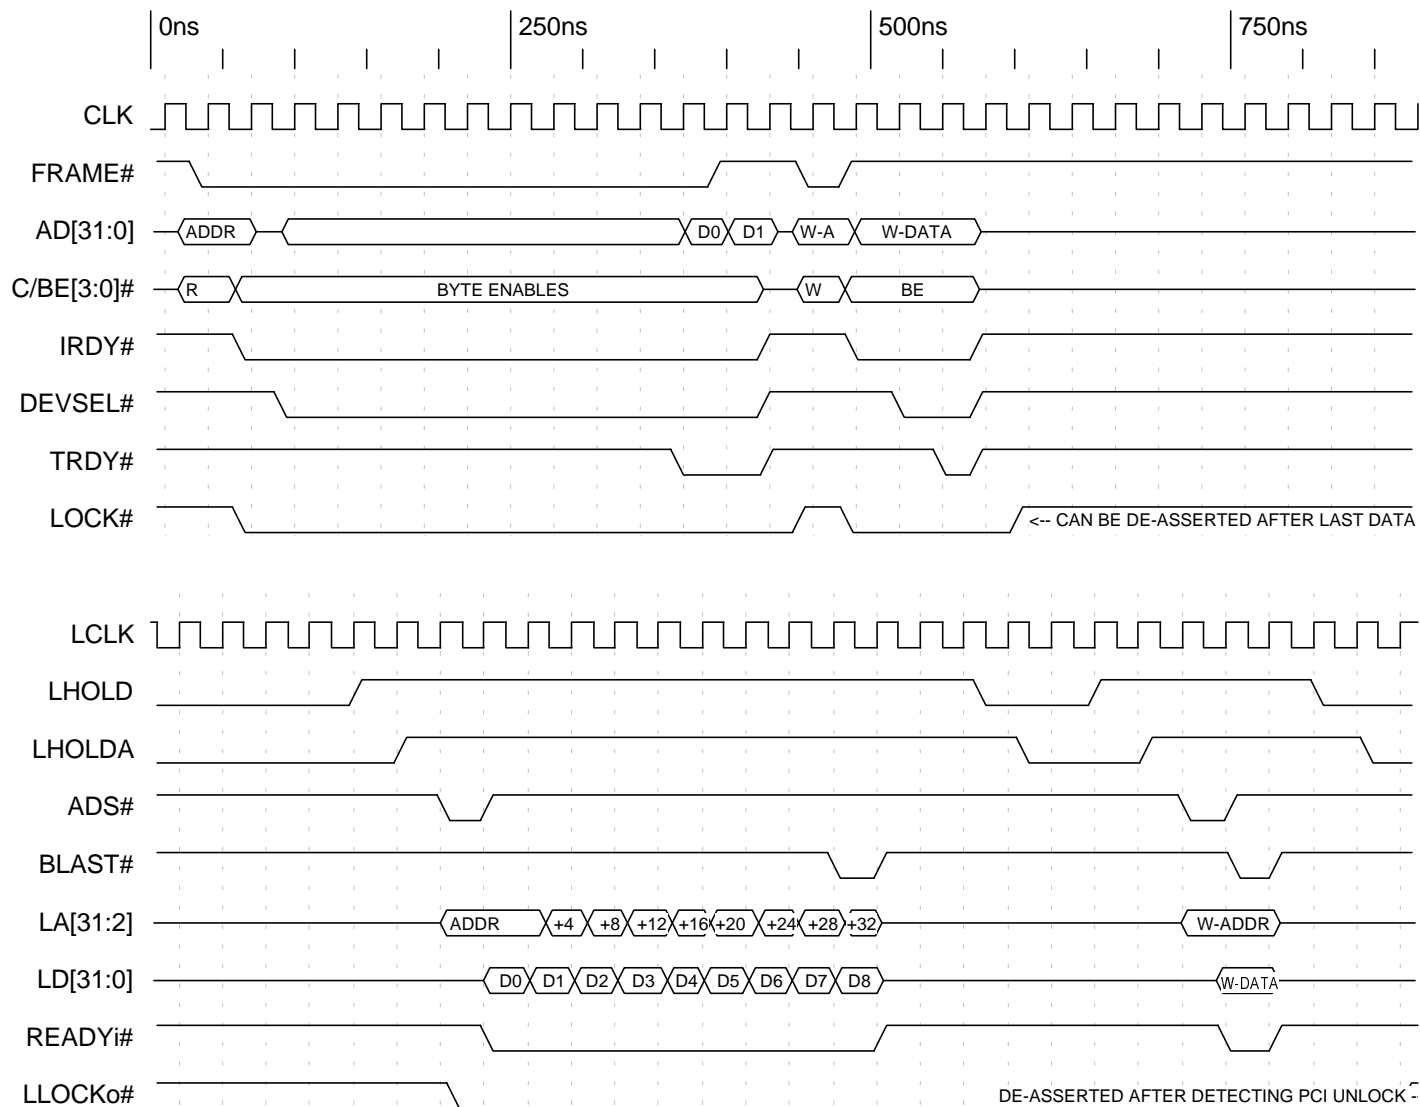 0ns 250ns 500ns 750ns
CLK
FRAME#
AD[31:0] ADDR D0 D1 W-A W-DATA
C/BE[3:0]# R BYTE ENABLES W BE
IRDY#
DEVSEL#
TRDY#
LOCK# <-- CAN BE DE-ASSERTED AFTER LAST DATA
LCLK
LHOLD
LHOLDA
ADS#
BLAST#
LA[31:2] ADDR +4 +8 +12 +16 +20 +24 +28 +32 W-ADDR
LD[31:0] D0 D1 D2 D3 D4 D5 D6 D7 D8 W-DATA
READYi#
LLOCKo# DE-ASSERTED AFTER DETECTING PCI UNLOCK -